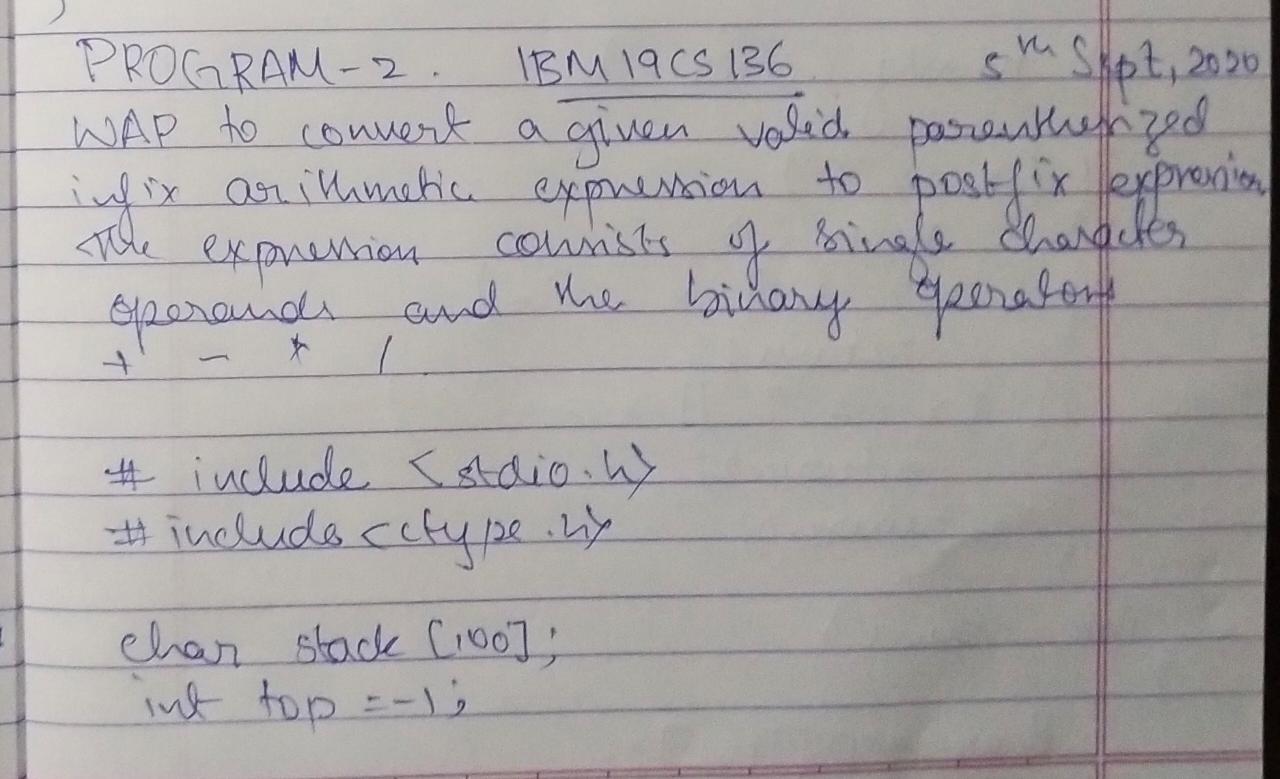 PROGRAM-2. 1BM19CS136 5th Sept, 2020
WAP to convert a given valid parenthesized
infix arithmetic expression to postfix expression
The expression consists of single character
operands and the binary operators
+ - * /
# include <stdio.h>
#include <ctype.h>
char stack [100];
int top =-1;